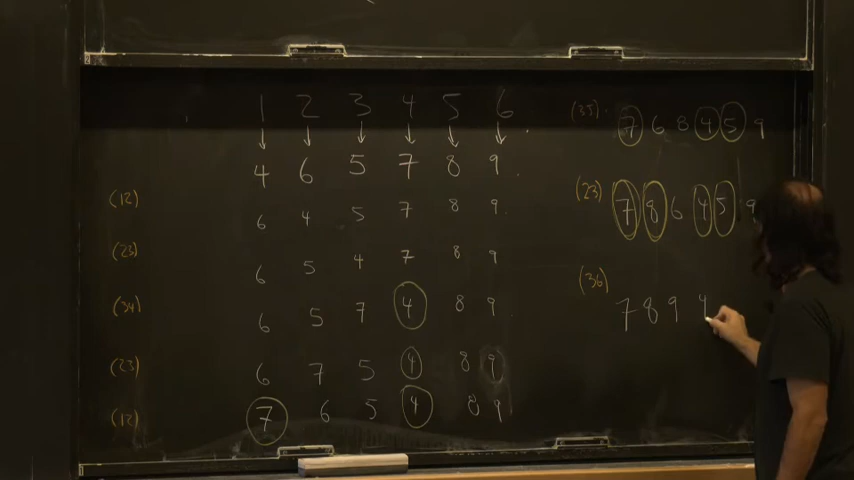 1 2 3 4 5 6
↓ ↓ ↓ ↓ ↓ ↓ .
4 6 5 7 8 9 .
(12) 6 4 5 7 8 9 .
(23) 6 5 4 7 8 9
(34) 6 5 7 4 8 9
(23) 6 7 5 4 8 9
(12) 7 6 5 4 8 9
(35) 7 6 8 4 5 9
(23) 7 8 6 4 5 9
(36) 7 8 9 4